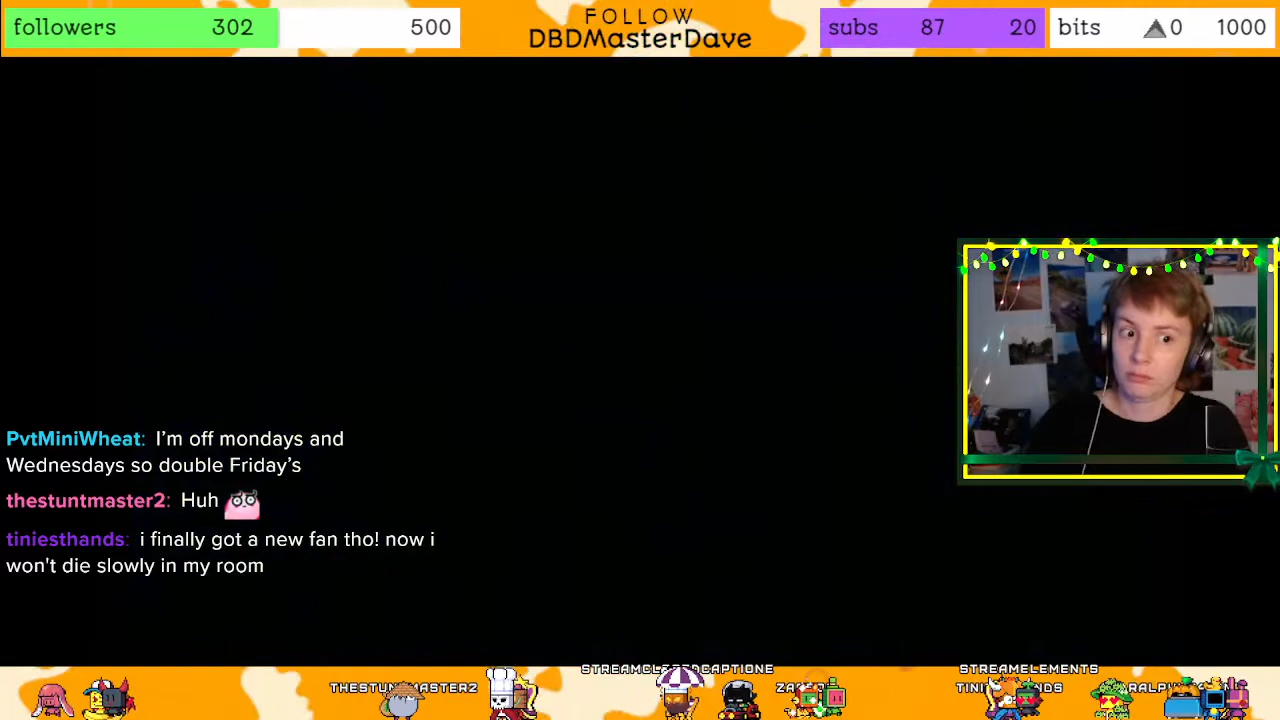 followers 302 500
FOLLOW
DBDMasterDave
subs 87 20
bits 0 1000
PvtMiniWheat: I'm off mondays and
Wednesdays so double Friday's
thestuntmaster2: Huh
tiniesthands: i finally got a new fan tho! now i
won't die slowly in my room
STREAMELEMENTS